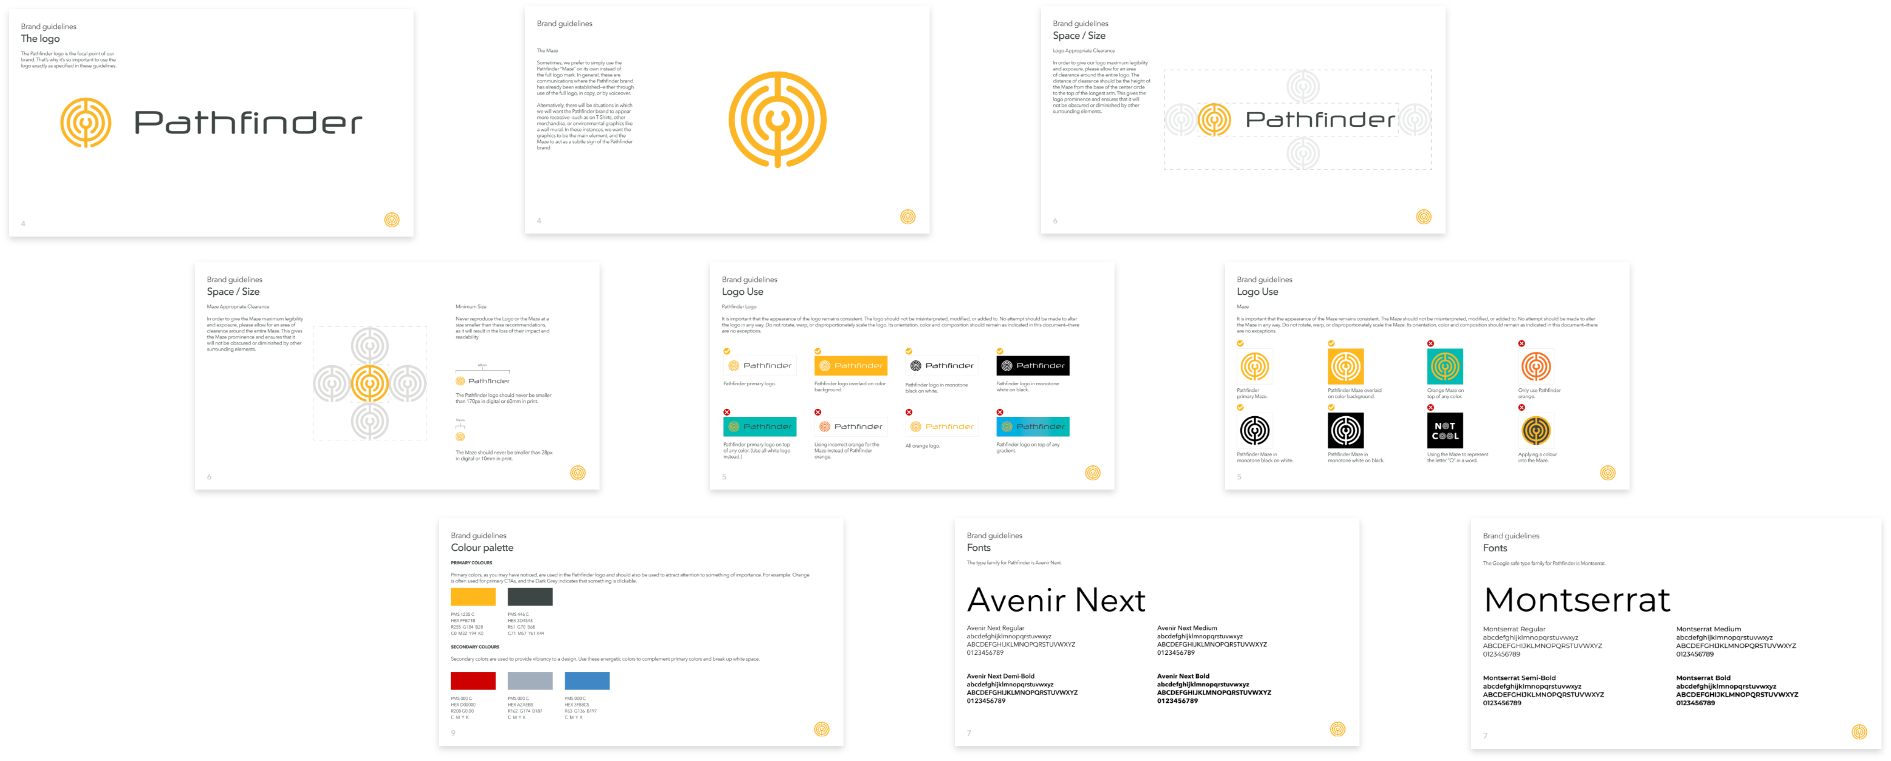 Brand guidelines
The logo
The Pathfinder logo is the focal point of our
brand. That's why it's so important to use the
logo exactly as specified in these guidelines.
Pathfinder
4
Brand guidelines
The Maze
Sometimes, we prefer to simply use the
Pathfinder "Maze" on its own instead of
the full logo mark. In general, these are
communications where the Pathfinder brand
has already been established–either through
use of the full logo, in copy, or by voiceover.
Alternatively, there will be situations in which
we will want the Pathfinder brand to appear
more recessive -such as on T-Shirts, other
merchandise, or environmental graphics like
a wall mural. In these instances, we want the
graphics to be the main element, and the
Maze to act as a subtle sign of the Pathfinder
brand.
4
Brand guidelines
Space / Size
Logo Appropriate Clearance
In order to give our logo maximum legibility
and exposure, please allow for an area
of clearance around the entire logo. The
distance of clearance should be the height of
the Maze from the base of the center circle
to the top of the longest arm. This gives the
logo prominence and ensures that it will
not be obscured or diminished by other
surrounding elements.
Pathfinder
6
Brand guidelines
Space / Size
Maze Appropriate Clearance
In order to give the Maze maximum legibility
and exposure, please allow for an area of
clearance around the entire Maze. This gives
the Maze prominence and ensures that it
will not be obscured or diminished by other
surrounding elements.
Minimum Size
Never reproduce the Logo or the Maze at a
size smaller than these recommendations,
as it will result in the loss of their impact and
readability
Pathfinder
The Pathfinder logo should never be smaller
than 170px in digital or 60mm in print.
The Maze should never be smaller than 28px
in digital or 10mm in print.
6
Brand guidelines
Logo Use
Pathfinder Logo
It is important that the appearance of the logo remains consistent. The logo should not be misinterpreted, modified, or added to. No attempt should be made to alter
the logo in any way. Do not rotate, warp, or disproportionately scale the logo. Its orientation, color and composition should remain as indicated in this document–there
are no exceptions.
Pathfinder
Pathfinder
Pathfinder
Pathfinder
Pathfinder primary logo.
Pathfinder logo overlaid on color
background.
Pathfinder logo in monotone
black on white.
Pathfinder logo in monotone
white on black.
Pathfinder
Pathfinder
Pathfinder
Pathfinder
Pathfinder primary logo on top
of any color. (Use all white logo
instead.)
Using incorrect orange for the
Maze instead of Pathfinder
orange.
All orange logo.
Pathfinder logo on top of any
gradient.
5
Brand guidelines
Logo Use
Maze
It is important that the appearance of the Maze remains consistent. The Maze should not be misinterpreted, modified, or added to. No attempt should be made to alter
the Maze in any way. Do not rotate, warp, or disproportionately scale the Maze. Its orientation, color and composition should remain as indicated in this document–there
are no exceptions.
Pathfinder
primary Maze.
Pathfinder Maze overlaid
on color background.
Orange Maze on
top of any color.
Only use Pathfinder
orange.
NOT
COOL
Pathfinder Maze in
monotone black on white.
Pathfinder Maze in
monotone white on black.
Using the Maze to represent
the letter "O" in a word.
Applying a colour
into the Maze.
5
Brand guidelines
Colour palette
PRIMARY COLOURS
Primary colors, as you may have noticed, are used in the Pathfinder logo and should also be used to attract attention to something of importance. For example: Orange
is often used for primary CTAs, and the Dark Grey indicates that something is clickable.
PMS 1235 C
HEX FFB71B
R255 G184 B28
C0 M32 Y94 K0
PMS 446 C
R61 G70 B68
SECONDARY COLOURS
Secondary colors are used to provide vibrancy to a design. Use these energetic colors to complement primary colors and break up white space.
PMS 000 C
HEX D00000
R208 G0 B0
C M Y K
PMS 000 C
R162 G174 B187
C M Y K
PMS 000 C
R63 G136 B197
C M Y K
9
Brand guidelines
Fonts
The type family for Pathfinder is Avenir Next.
Avenir Next
Avenir Next Regular
abcdefghijklmnopqrstuvwxyz
ABCDEFGHIJKLMNOPQRSTUVWXYZ
0123456789
Avenir Next Medium
abcdefghijklmnopqrstuvwxyz
ABCDEFGHIJKLMNOPQRSTUVWXYZ
0123456789
Avenir Next Demi-Bold
abcdefghijklmnopqrstuvwxyz
ABCDEFGHIJKLMNOPQRSTUVWXYZ
0123456789
Avenir Next Bold
abcdefghijklmnopqrstuvwxyz
ABCDEFGHIJKLMNOPQRSTUVWXYZ
0123456789
7
Brand guidelines
Fonts
The Google safe type family for Pathfinder is Montserrat.
Montserrat
Montserrat Regular
abcdefghijklmnopqrstuvwxyz
ABCDEFGHIJKLMNOPQRSTUVWXYZ
0123456789
Montserrat Medium
abcdefghijklmnopqrstuvwxyz
ABCDEFGHIJKLMNOPQRSTUVWXYZ
0123456789
Montserrat Semi-Bold
abcdefghijklmnopqrstuvwxyz
ABCDEFGHIJKLMNOPQRSTUVWXYZ
0123456789
Montserrat Bold
abcdefghijklmnopqrstuvwxyz
ABCDEFGHIJKLMNOPQRSTUVWXYZ
0123456789
7